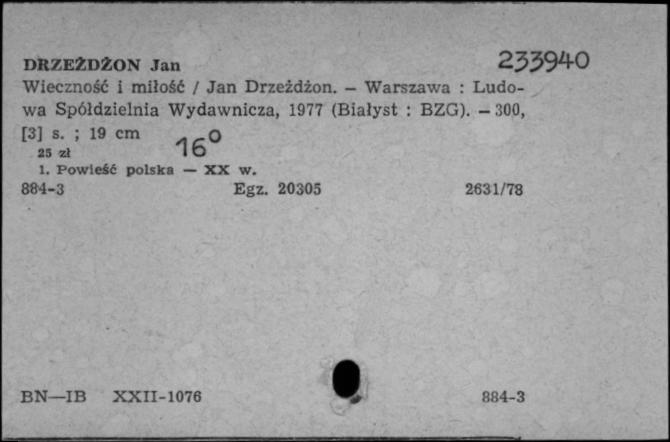 DRZEŻDŻON Jan 233940
Wieczność i miłość / Jan Drzeżdżon. — Warszawa : Ludo-
wa Spółdzielnia Wydawnicza, 1977 (Białyst : BZG). — 300,
[3] s. ; 19 cm
25 zł 16°
1. Powieść polska — XX w.
884-3 Egz. 20305 2631/78
BN—IB XXII-1076 884-3